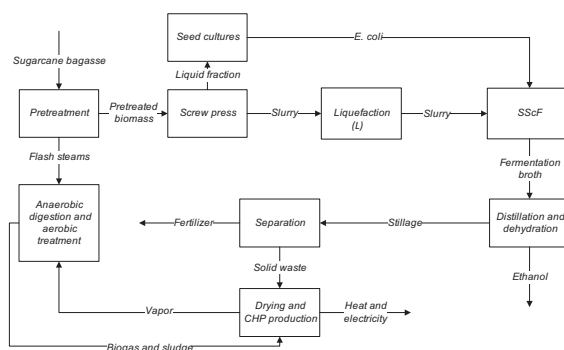 Seed cultures
E. coli
Sugarcane bagasse
Liquid fraction
Pretreatment
Pretreated
biomass
Screw press
Slurry
Liquefaction
(L)
Slurry
SScF
Flash steams
Fermentation
broth
Anaerobic
digestion and
aerobic
treatment
Fertilizer
Separation
Stillage
Distillation and
dehydration
Solid waste
Ethanol
Vapor
Drying and
CHP production
Heat and
electricity
Biogas and sludge